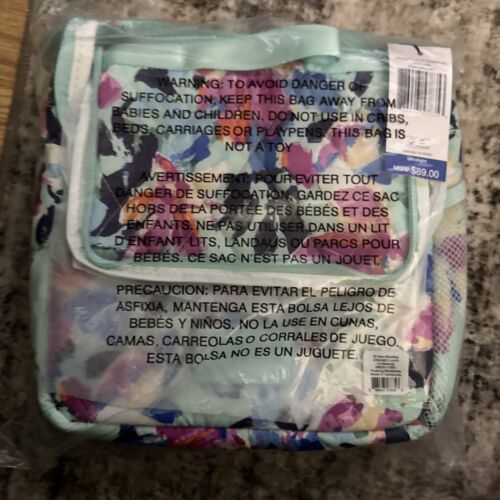 WARNING: TO AVOID DANGER OF
SUFFOCATION, KEEP THIS BAG AWAY FROM
BABIES AND CHILDREN. DO NOT USE IN CRIBS,
BEDS, CARRIAGES OR PLAYPENS. THIS BAG IS
NOT A TOY
MSRP $89.00
AVERTISSEMENT: POUR EVITER TOUT
DANGER DE SUFFOCATION, GARDEZ CE SAC
HORS DE LA PORTÉE DES BÉBÉS ET DES
ENFANTS. NE PAS UTILISER DANS UN LIT
D'ENFANT, LITS, LANDAUS OU PARCS POUR
BÉBÉS. CE SAC N'EST PAS UN JOUET.
PRECAUCION: PARA EVITAR EL PELIGRO DE
ASFIXIA, MANTENGA ESTA BOLSA LEJOS DE
BEBÉS Y NIÑOS. NO LA USE EN CUNAS,
CAMAS, CARREOLAS O CORRALES DE JUEGO.
ESTA BOLSA NO ES UN JUGUETE.